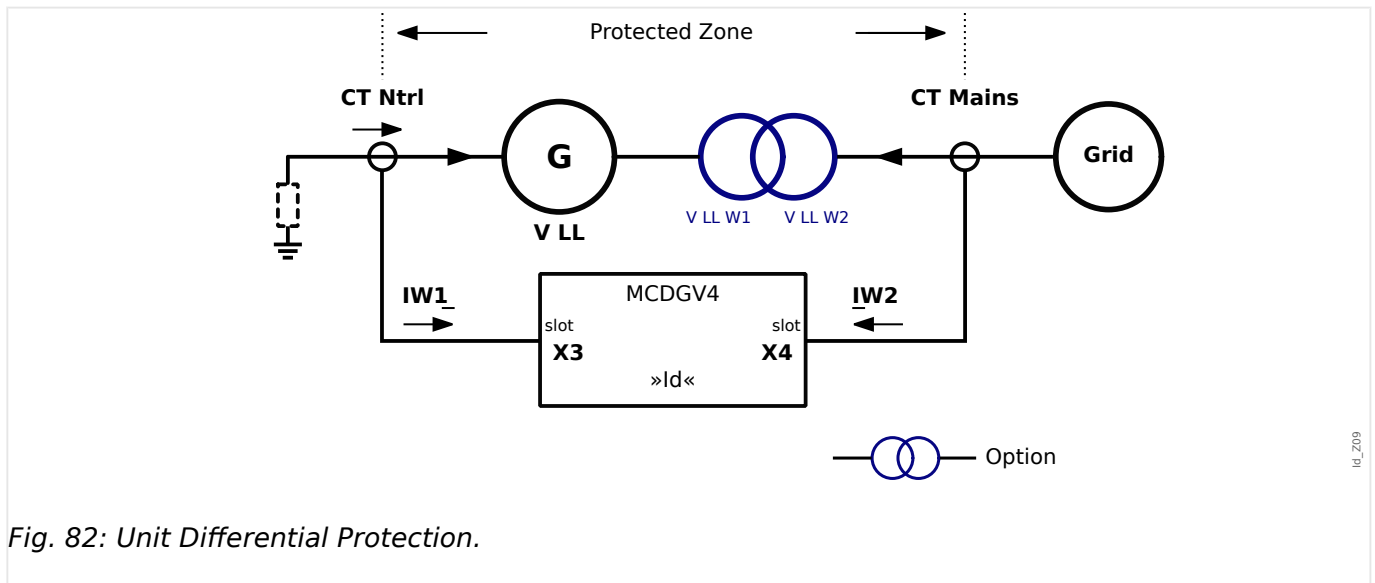 Protected Zone
CT Ntrl
CT Mains
G
Grid
V LL W1
V LL W2
V LL
IW1
IW2
MCDGV4
slot
slot
X3
X4
»Id«
Option
Id_Z09
Fig. 82: Unit Differential Protection.